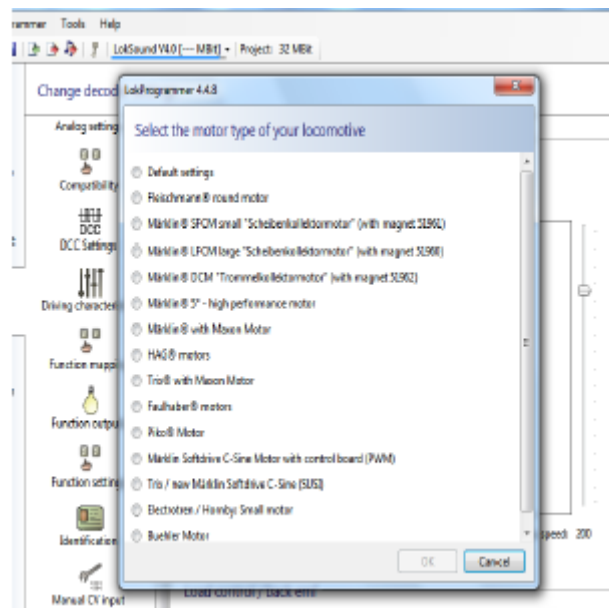 rammer Tools Help
LokSound V4.0 [--- MBit] Project: 32 MBit
Change decod
LokProgrammer 4.4.8
Select the motor type of your locomotive
Analog setting
Compatibility
DCC
DCC Settings
Driving characteri
Function mappi
Function outpu
Function setting
Identification
Manual CV input
Default settings
Fleischmann® round motor
Märklin® SFCM small "Scheibenkollektormotor" (with magnet 51961)
Märklin® LFCM large "Scheibenkollektormotor" (with magnet 51960)
Märklin® DCM "Trommelkollektormotor" (with magnet 51962)
Märklin® 5* - high performance motor
Märklin® with Maxon Motor
HAG® motors
Trix® with Maxon Motor
Faulhaber® motors
Piko® Motor
Märklin Softdrive C-Sine Motor with control board (PWM)
Trix / new Märklin Softdrive C-Sine (SUSI)
Electrotren / Hornby: Small motor
Buehler Motor
speed: 200
OK Cancel
Load control / back emf